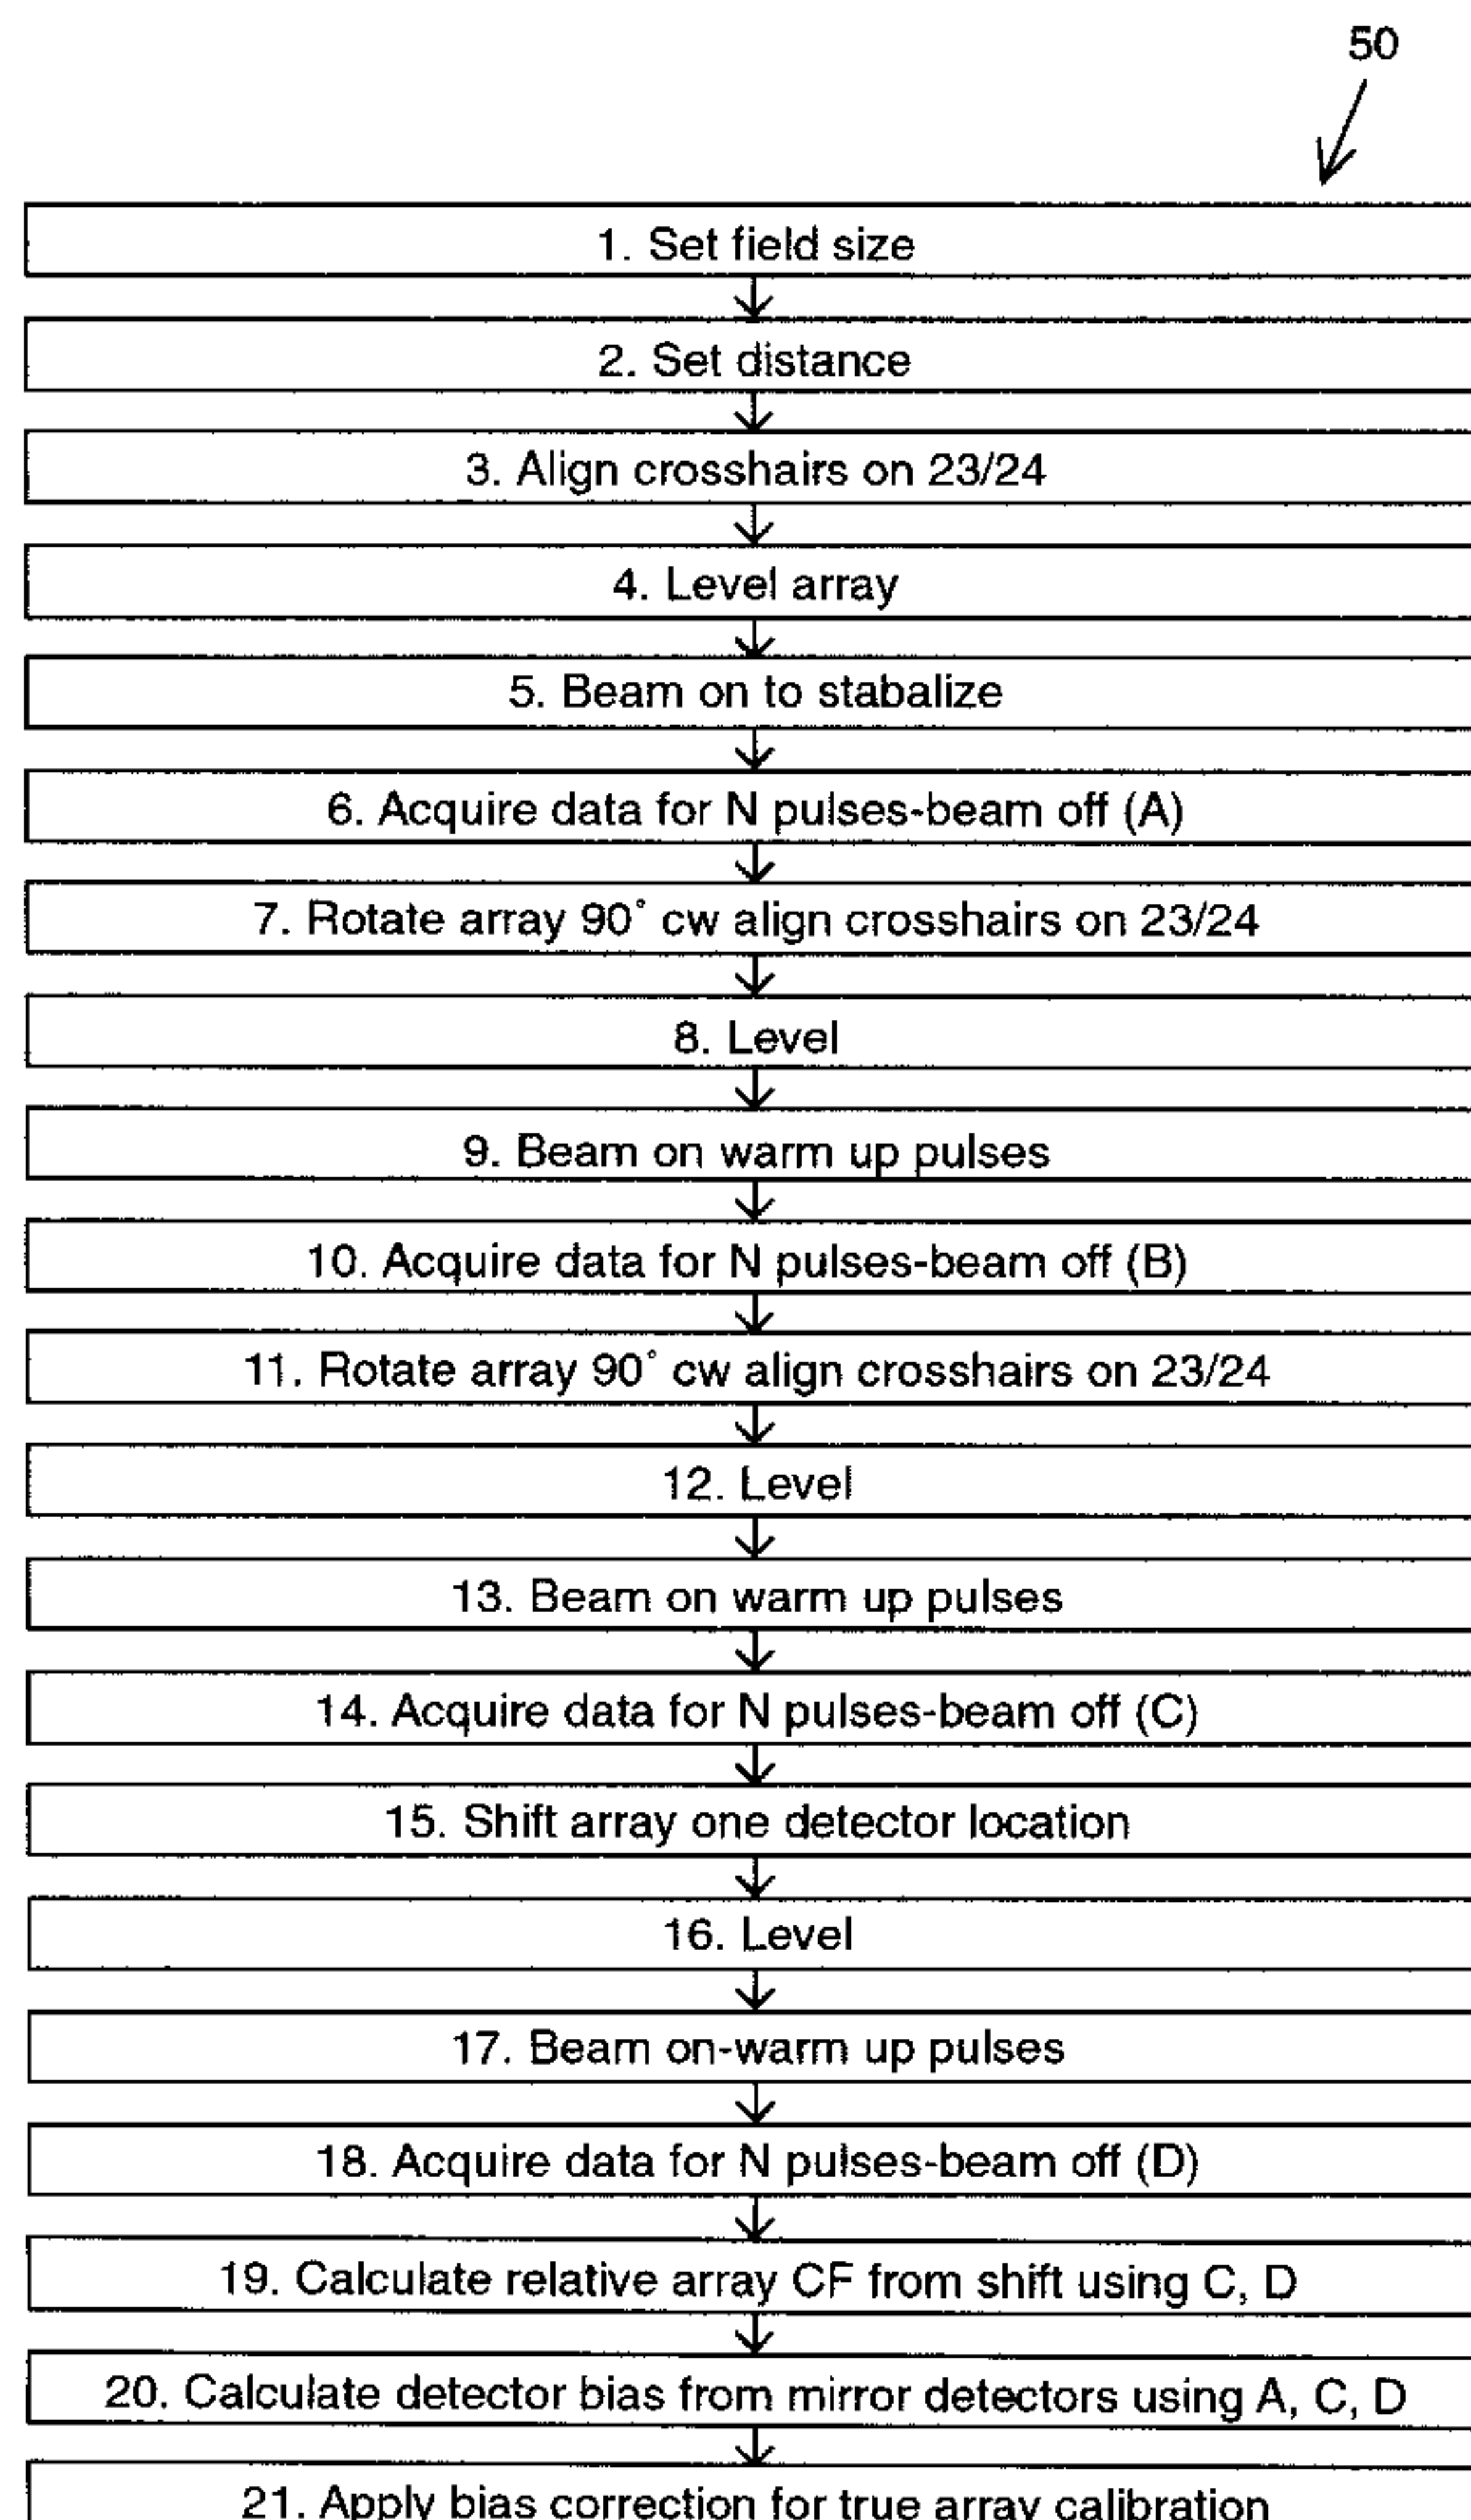 50
1. Set field size
2. Set distance
3. Align crosshairs on 23/24
4. Level array
5. Beam on to stabalize
6. Acquire data for N pulses-beam off (A)
7. Rotate array 90° cw align crosshairs on 23/24
8. Level
9. Beam on warm up pulses
10. Acquire data for N pulses-beam off (B)
11. Rotate array 90° cw align crosshairs on 23/24
12. Level
13. Beam on warm up pulses
14. Acquire data for N pulses-beam off (C)
15. Shift array one detector location
16. Level
17. Beam on-warm up pulses
18. Acquire data for N pulses-beam off (D)
19. Calculate relative array CF from shift using C, D
20. Calculate detector bias from mirror detectors using A, C, D
21. Apply bias correction for true array calibration